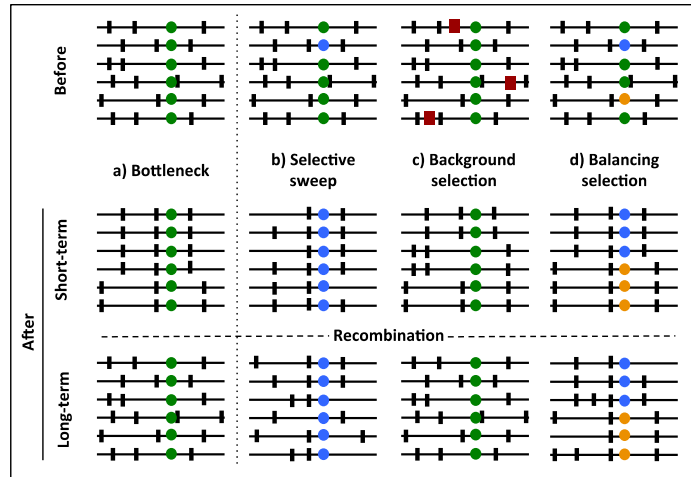 Before
a) Bottleneck
b) Selective
sweep
c) Background
selection
d) Balancing
selection
After
Short-term
Recombination
Long-term